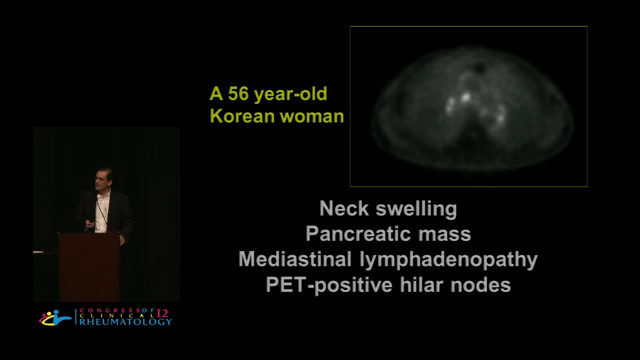 A 56 year-old
Korean woman
Neck swelling
Pancreatic mass
Mediastinal lymphadenopathy
PET-positive hilar nodes
CONGRESS OF
CLINICAL 12
RHEUMATOLOGY